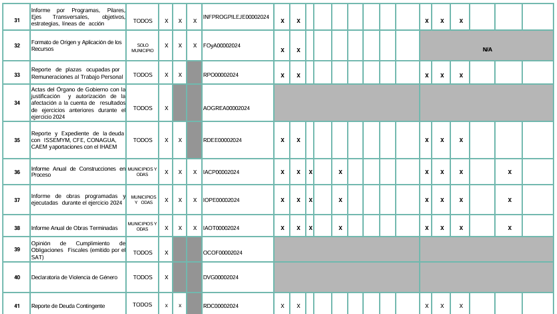 31 Informe por Programas, Pilares, Ejes Transversales, objetivos, estrategias, líneas de acción TODOS X X X INFPROGPILEJE00002024 X X X X X
32 Formato de Origen y Aplicación de los Recursos SOLO MUNICIPIO X X X FOyA00002024 X X N/A
33 Reporte de plazas ocupadas por Remuneraciones al Trabajo Personal TODOS X X RPO00002024 X X X X X
34 Actas del Órgano de Gobierno con la justificación y autorización de la afectación a la cuenta de resultados de ejercicios anteriores durante el ejercicio 2024 TODOS X AOGREA00002024
35 Reporte y Expediente de la deuda con ISSEMYM, CFE, CONAGUA, CAEM y aportaciones con el IHAEM TODOS X X RDEE00002024 X X X X X
36 Informe Anual de Construcciones en Proceso MUNICIPIOS Y ODAS X X X IACP00002024 X X X X X X X X
37 Informe de obras programadas y ejecutadas durante el ejercicio 2024 MUNICIPIOS Y ODAS X X X IOPE00002024 X X X X X X X X
38 Informe Anual de Obras Terminadas MUNICIPIOS Y ODAS X X X IAOT00002024 X X X X X X X X
39 Opinión de Cumplimiento de Obligaciones Fiscales (emitido por el SAT) TODOS X OCOF00002024
40 Declaratoria de Violencia de Género TODOS X DVG00002024
41 Reporte de Deuda Contingente TODOS X X RDC00002024 X X X X X